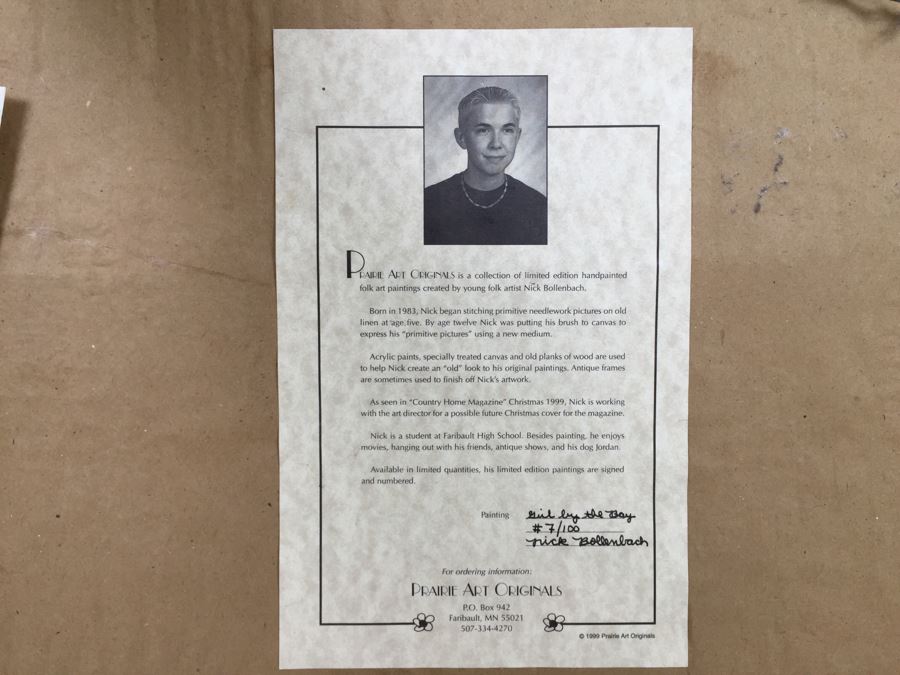 PRAIRIE ART ORIGINALS is a collection of limited edition handpainted
folk art paintings created by young folk artist Nick Bollenbach.
Born in 1983, Nick began stitching primitive needlework pictures on old
linen at age five. By age twelve Nick was putting his brush to canvas to
express his "primitive pictures" using a new medium.
Acrylic paints, specially treated canvas and old planks of wood are used
to help Nick create an "old" look to his original paintings. Antique frames
are sometimes used to finish off Nick's artwork.
As seen in "Country Home Magazine" Christmas 1999, Nick is working
with the art director for a possible future Christmas cover for the magazine.
Nick is a student at Faribault High School. Besides painting, he enjoys
movies, hanging out with his friends, antique shows, and his dog Jordan.
Available in limited quantities, his limited edition paintings are signed
and numbered.
Painting Girl by the Bay
# 7/100
Nick Bollenbach
For ordering information:
PRAIRIE ART ORIGINALS
P.O. Box 942
Faribault, MN 55021
507-334-4270
© 1999 Prairie Art Originals